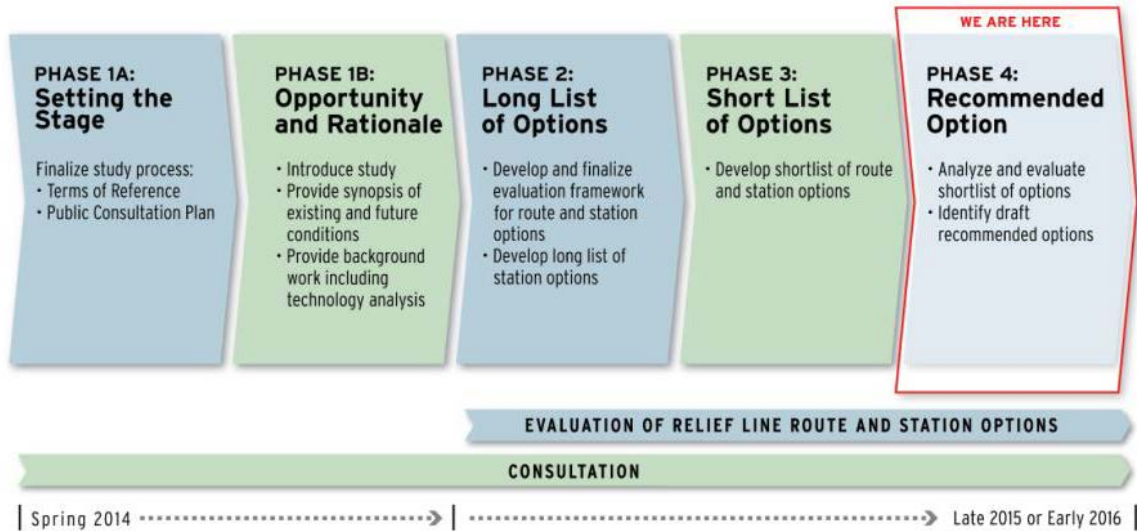 WE ARE HERE
PHASE 1A:
Setting the
Stage
Finalize study process:
• Terms of Reference
• Public Consultation Plan
PHASE 1B:
Opportunity
and Rationale
• Introduce study
• Provide synopsis of
existing and future
conditions
• Provide background
work including
technology analysis
PHASE 2:
Long List
of Options
• Develop and finalize
evaluation framework
for route and station
options
• Develop long list of
station options
PHASE 3:
Short List
of Options
• Develop shortlist of route
and station options
PHASE 4:
Recommended
Option
• Analyze and evaluate
shortlist of options
• Identify draft
recommended options
EVALUATION OF RELIEF LINE ROUTE AND STATION OPTIONS
CONSULTATION
Spring 2014
Late 2015 or Early 2016